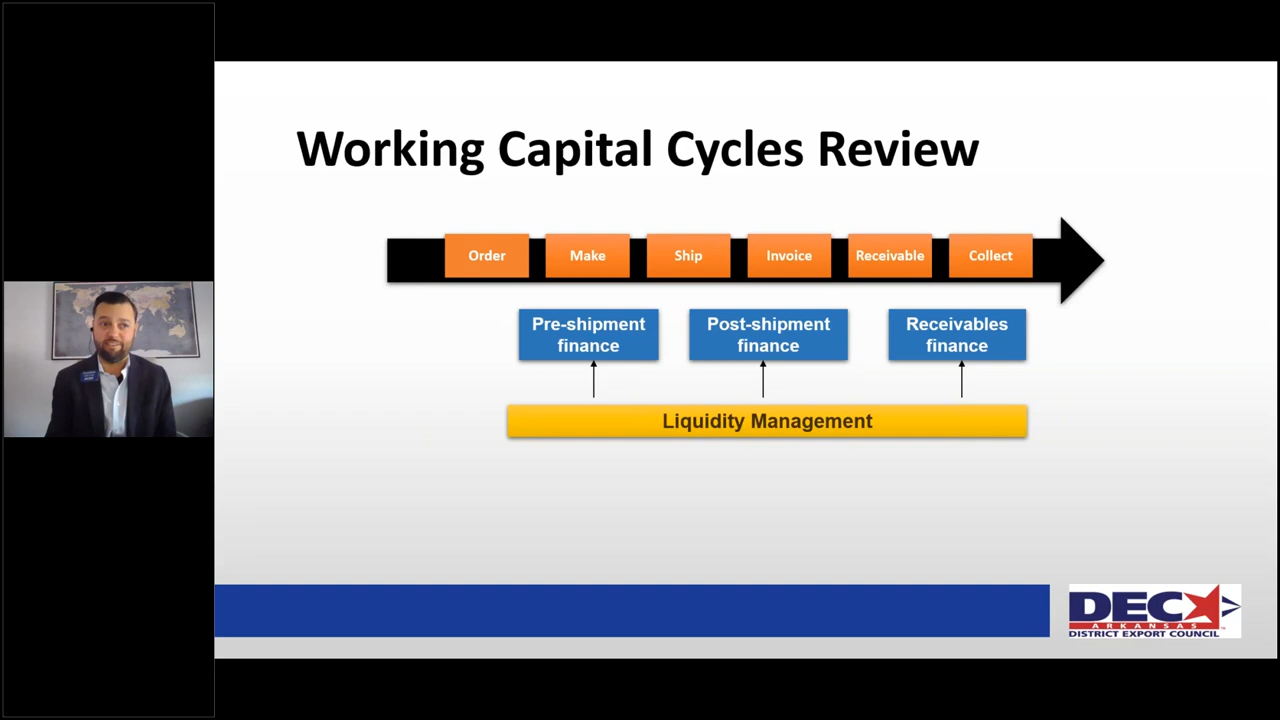 Working Capital Cycles Review
Order
Make
Ship
Invoice
Receivable
Collect
Pre-shipment
finance
Post-shipment
finance
Receivables
finance
Liquidity Management
DEC
ARKANSAS
DISTRICT EXPORT COUNCIL